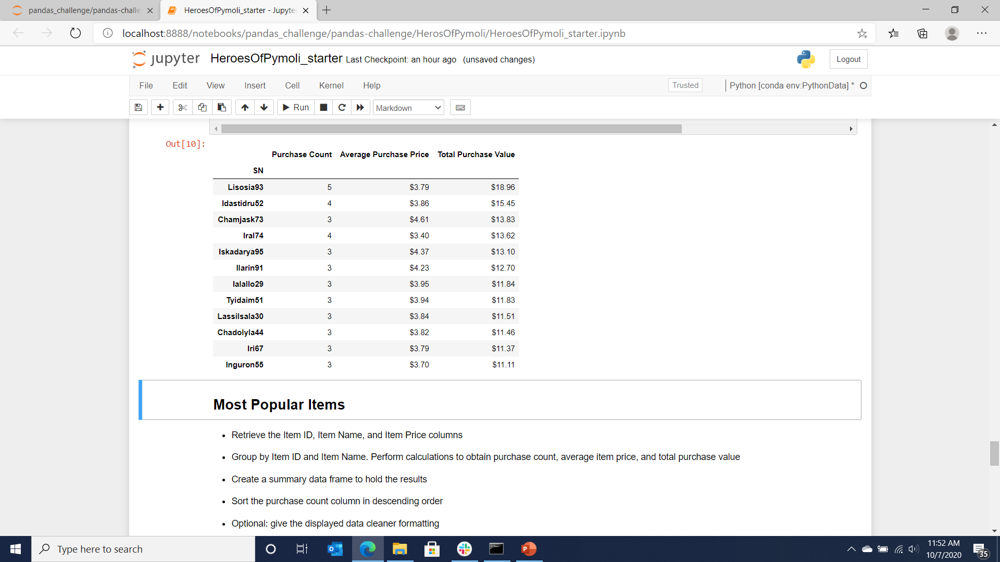 pandas_challenge/pandas-challe
HeroesOfPymoli_starter - Jupyte
localhost:8888/notebooks/pandas_challenge/pandas-challenge/HerosOfPymoli/HeroesOfPymoli_starter.ipynb
jupyter HeroesOfPymoli_starter Last Checkpoint: an hour ago (unsaved changes) Logout
File Edit View Insert Cell Kernel Help Trusted Python [conda env:PythonData] *
Run Markdown
Out[10]:
Purchase Count Average Purchase Price Total Purchase Value
SN
Lisosia93 5 $3.79 $18.96
Idastidru52 4 $3.86 $15.45
Chamjask73 3 $4.61 $13.83
Iral74 4 $3.40 $13.62
Iskadarya95 3 $4.37 $13.10
Ilarin91 3 $4.23 $12.70
Ialallo29 3 $3.95 $11.84
Tyidaim51 3 $3.94 $11.83
Lassilsala30 3 $3.84 $11.51
Chadolyla44 3 $3.82 $11.46
Iri67 3 $3.79 $11.37
Inguron55 3 $3.70 $11.11
Most Popular Items
• Retrieve the Item ID, Item Name, and Item Price columns
• Group by Item ID and Item Name. Perform calculations to obtain purchase count, average item price, and total purchase value
• Create a summary data frame to hold the results
• Sort the purchase count column in descending order
• Optional: give the displayed data cleaner formatting
Type here to search
11:52 AM
10/7/2020
35